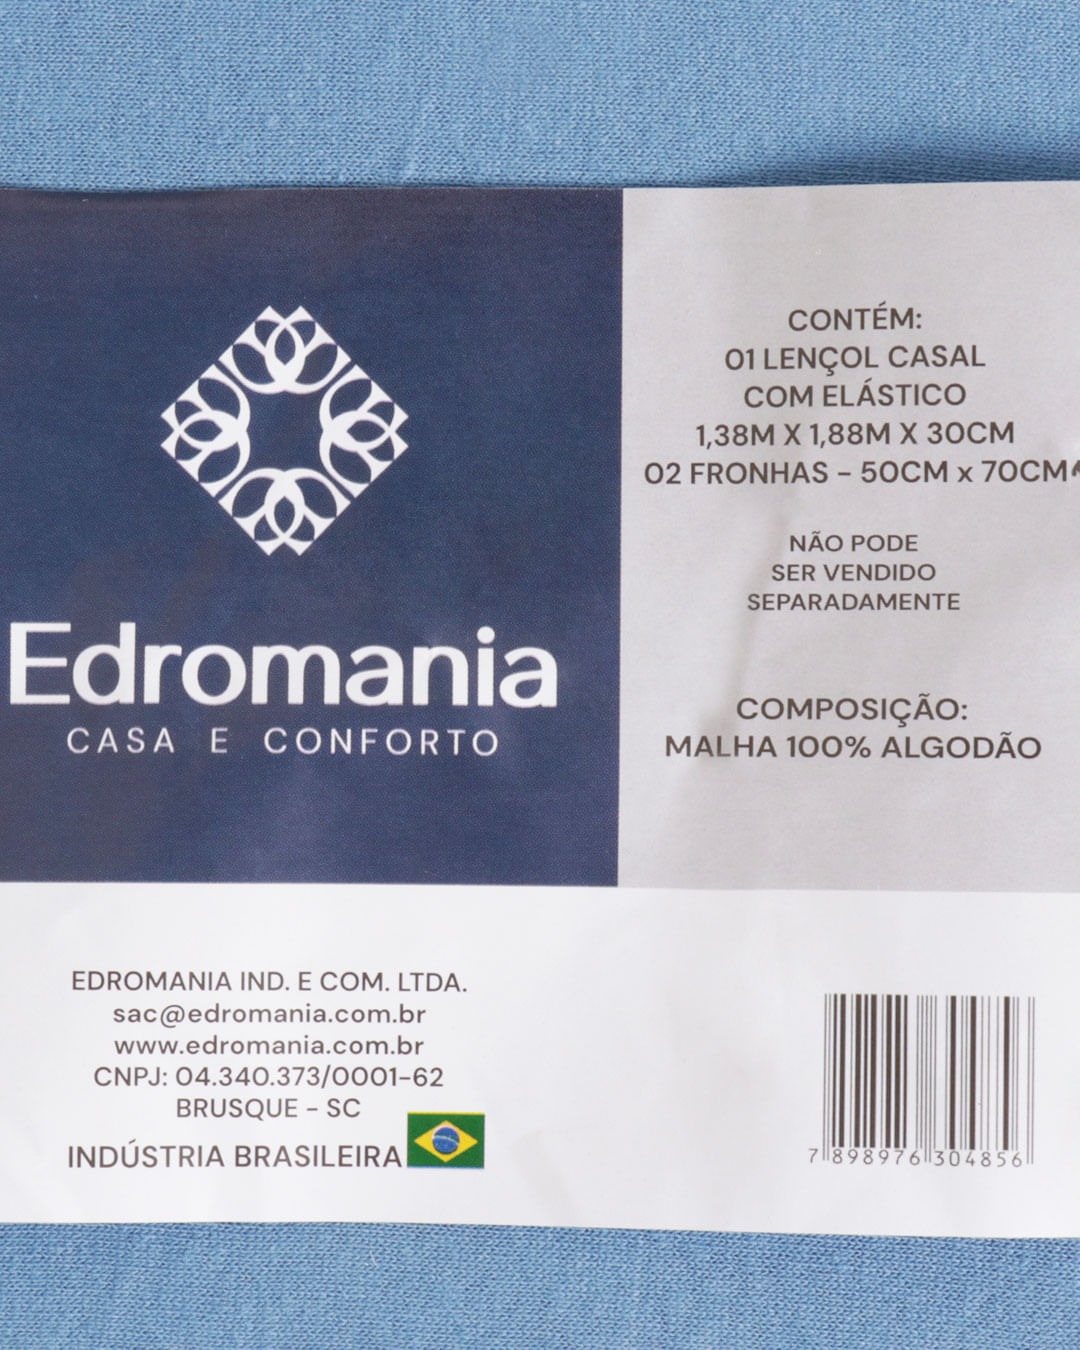 Edromania
CASA E CONFORTO
CONTÉM:
01 LENÇOL CASAL
COM ELÁSTICO
1,38M X 1,88M X 30CM
02 FRONHAS - 50CM x 70CM
NÃO PODE
SER VENDIDO
SEPARADAMENTE
COMPOSIÇÃO:
MALHA 100% ALGODÃO
EDROMANIA IND. E COM. LTDA.
sac@edromania.com.br
www.edromania.com.br
CNPJ: 04.340.373/0001-62
BRUSQUE - SC
INDÚSTRIA BRASILEIRA
7 898976 304856